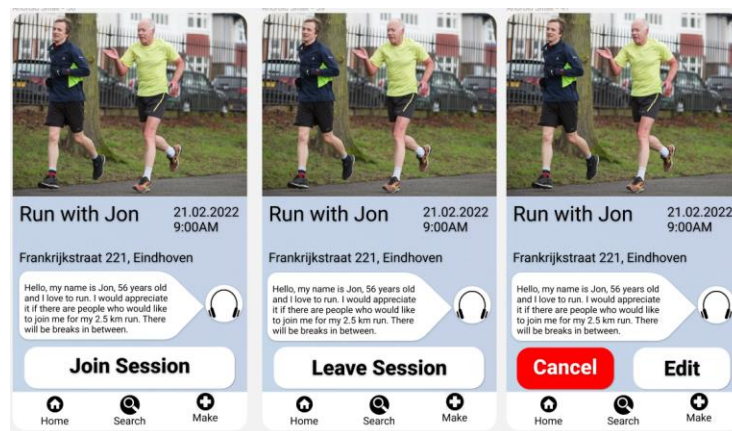 Run with Jon
21.02.2022
9:00AM
Frankrijkstraat 221, Eindhoven
Hello, my name is Jon, 56 years old
and I love to run. I would appreciate
it if there are people who would like
to join me for my 2.5 km run. There
will be breaks in between.
Join Session
Home
Search
Make
Run with Jon
21.02.2022
9:00AM
Frankrijkstraat 221, Eindhoven
Hello, my name is Jon, 56 years old
and I love to run. I would appreciate
it if there are people who would like
to join me for my 2.5 km run. There
will be breaks in between.
Leave Session
Home
Search
Make
Run with Jon
21.02.2022
9:00AM
Frankrijkstraat 221, Eindhoven
Hello, my name is Jon, 56 years old
and I love to run. I would appreciate
it if there are people who would like
to join me for my 2.5 km run. There
will be breaks in between.
Cancel
Edit
Home
Search
Make